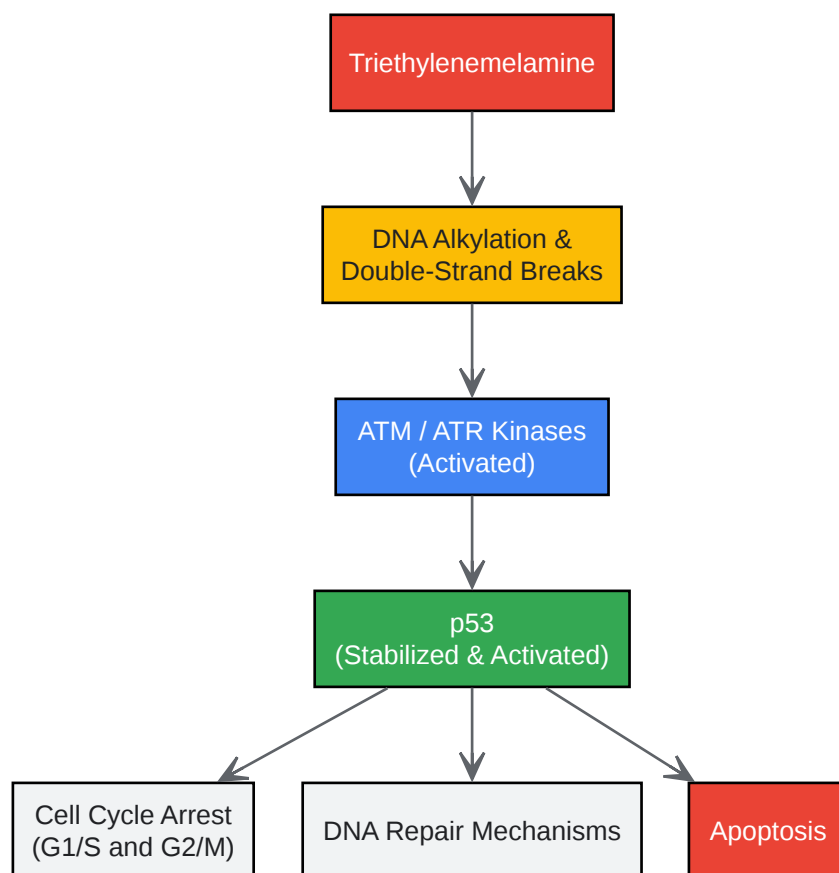 Triethylenemelamine
DNA Alkylation &
Double-Strand Breaks
ATM / ATR Kinases
(Activated)
p53
(Stabilized & Activated)
Cell Cycle Arrest
(G1/S and G2/M)
DNA Repair Mechanisms
Apoptosis